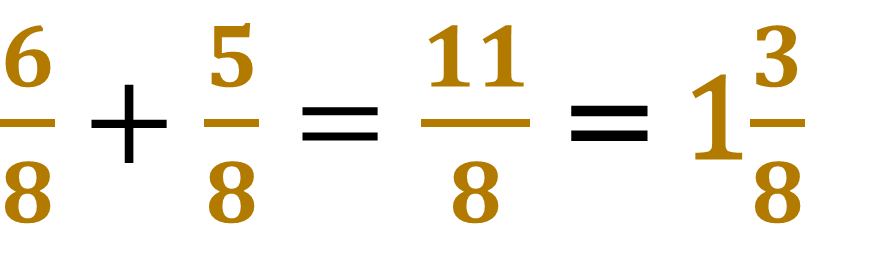 6/8 + 5/8 = 11/8 = 1 3/8